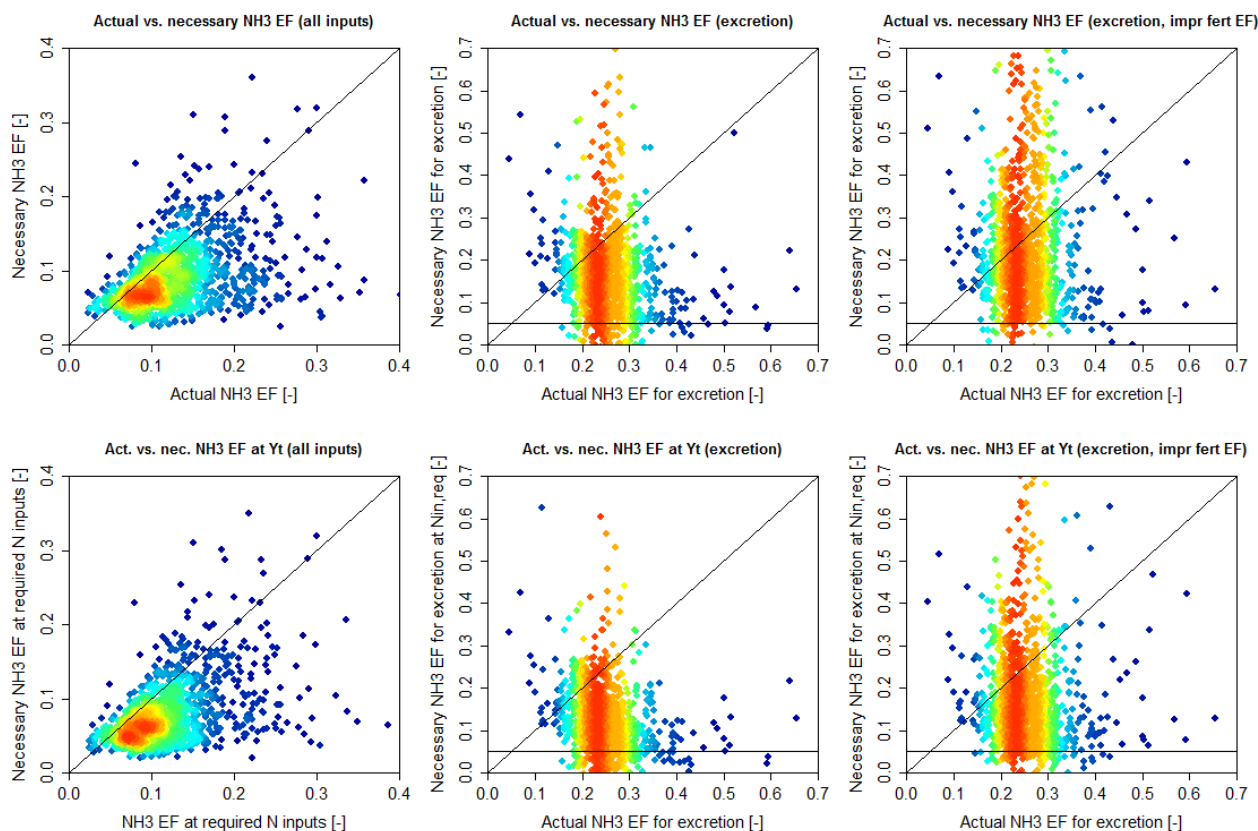 Actual vs. necessary NH3 EF (all inputs)
Necessary NH3 EF [-]
0.4
0.3
0.2
0.1
0.0
0.0 0.1 0.2 0.3 0.4
Actual NH3 EF [-]
Actual vs. necessary NH3 EF (excretion)
Necessary NH3 EF for excretion [-]
0.7
0.6
0.5
0.4
0.3
0.2
0.1
0.0
0.0 0.1 0.2 0.3 0.4 0.5 0.6 0.7
Actual NH3 EF for excretion [-]
Actual vs. necessary NH3 EF (excretion, impr fert EF)
Necessary NH3 EF for excretion [-]
0.7
0.6
0.5
0.4
0.3
0.2
0.1
0.0
0.0 0.1 0.2 0.3 0.4 0.5 0.6 0.7
Actual NH3 EF for excretion [-]
Act. vs. nec. NH3 EF at Yt (all inputs)
Necessary NH3 EF at required N inputs [-]
0.4
0.3
0.2
0.1
0.0
0.0 0.1 0.2 0.3 0.4
NH3 EF at required N inputs [-]
Act. vs. nec. NH3 EF at Yt (excretion)
Necessary NH3 EF for excretion at Nin,req [-]
0.7
0.6
0.5
0.4
0.3
0.2
0.1
0.0
0.0 0.1 0.2 0.3 0.4 0.5 0.6 0.7
Actual NH3 EF for excretion [-]
Act. vs. nec. NH3 EF at Yt (excretion, impr fert EF)
Necessary NH3 EF for excretion at Nin,req [-]
0.7
0.6
0.5
0.4
0.3
0.2
0.1
0.0
0.0 0.1 0.2 0.3 0.4 0.5 0.6 0.7
Actual NH3 EF for excretion [-]